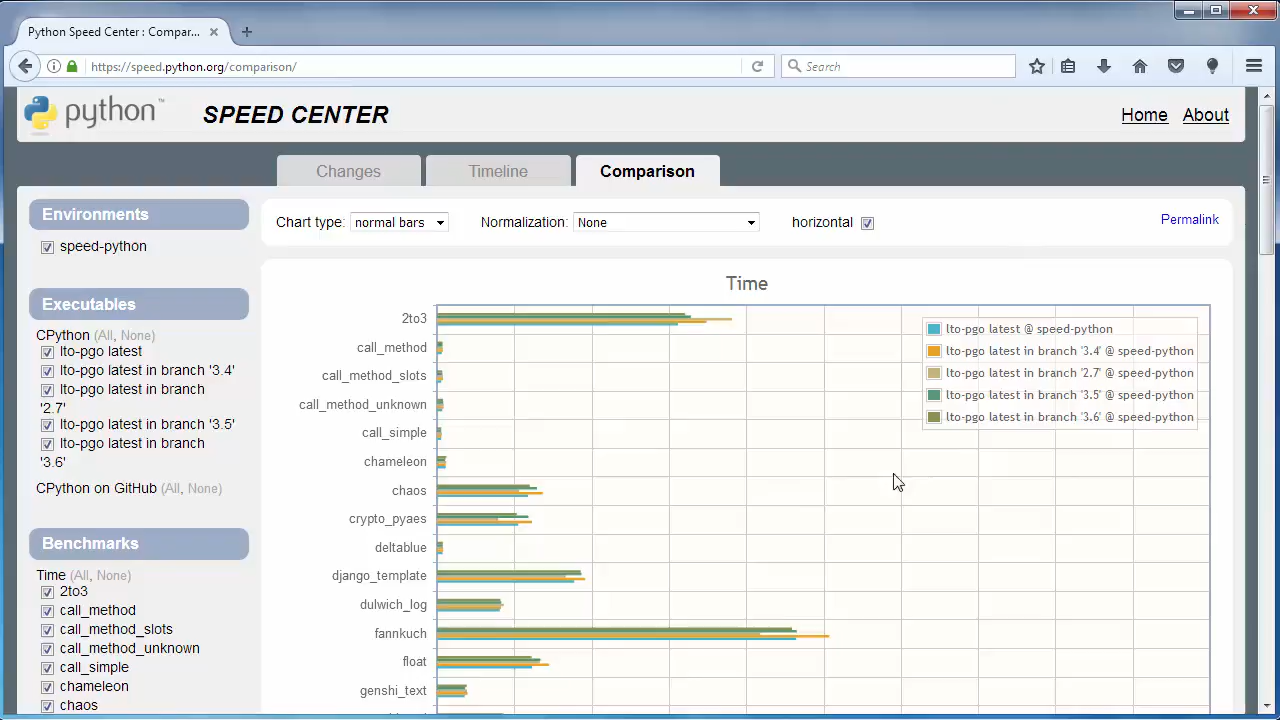 Python Speed Center : Compar...
https://speed.python.org/comparison/
Search
python™
SPEED CENTER
Home
About
Changes
Timeline
Comparison
Environments
speed-python
Executables
CPython (All, None)
lto-pgo latest
lto-pgo latest in branch '3.4'
lto-pgo latest in branch
'2.7'
lto-pgo latest in branch '3.5'
lto-pgo latest in branch
'3.6'
CPython on GitHub (All, None)
Benchmarks
Time (All, None)
2to3
call_method
call_method_slots
call_method_unknown
call_simple
chameleon
chaos
Chart type: normal bars
Normalization: None
horizontal
Permalink
Time
2to3
call_method
call_method_slots
call_method_unknown
call_simple
chameleon
chaos
crypto_pyaes
deltablue
django_template
dulwich_log
fannkuch
float
genshi_text
lto-pgo latest @ speed-python
lto-pgo latest in branch '3.4' @ speed-python
lto-pgo latest in branch '2.7' @ speed-python
lto-pgo latest in branch '3.5' @ speed-python
lto-pgo latest in branch '3.6' @ speed-python